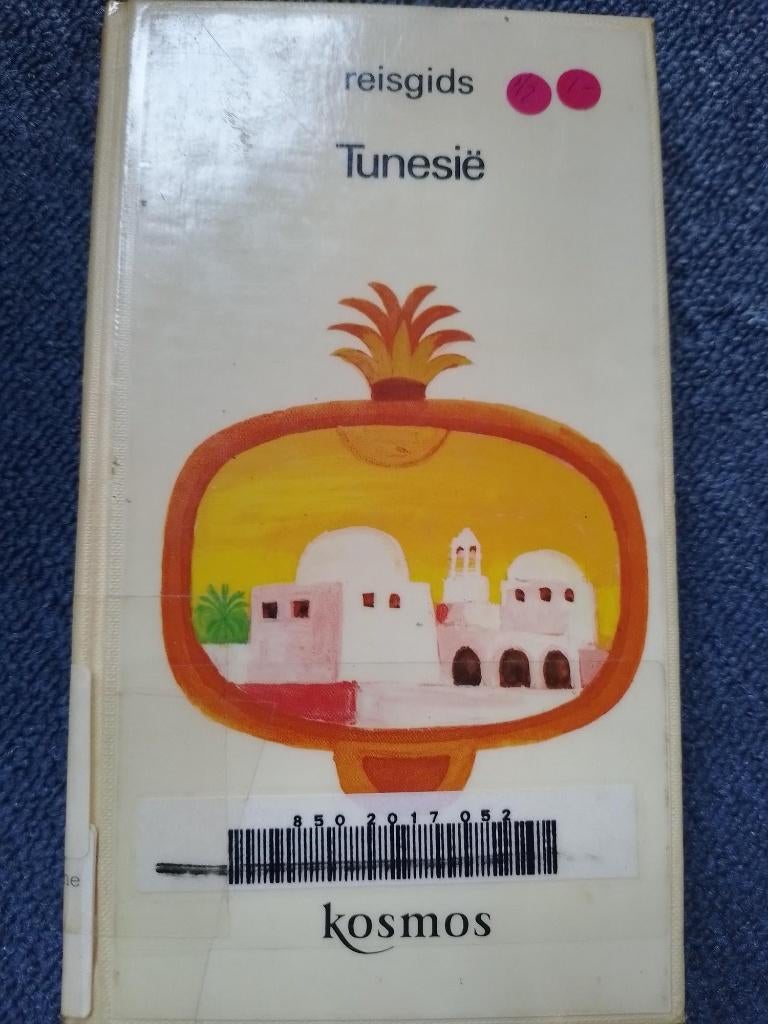 reisgids
Tunesië
850 2017 052
kosmos